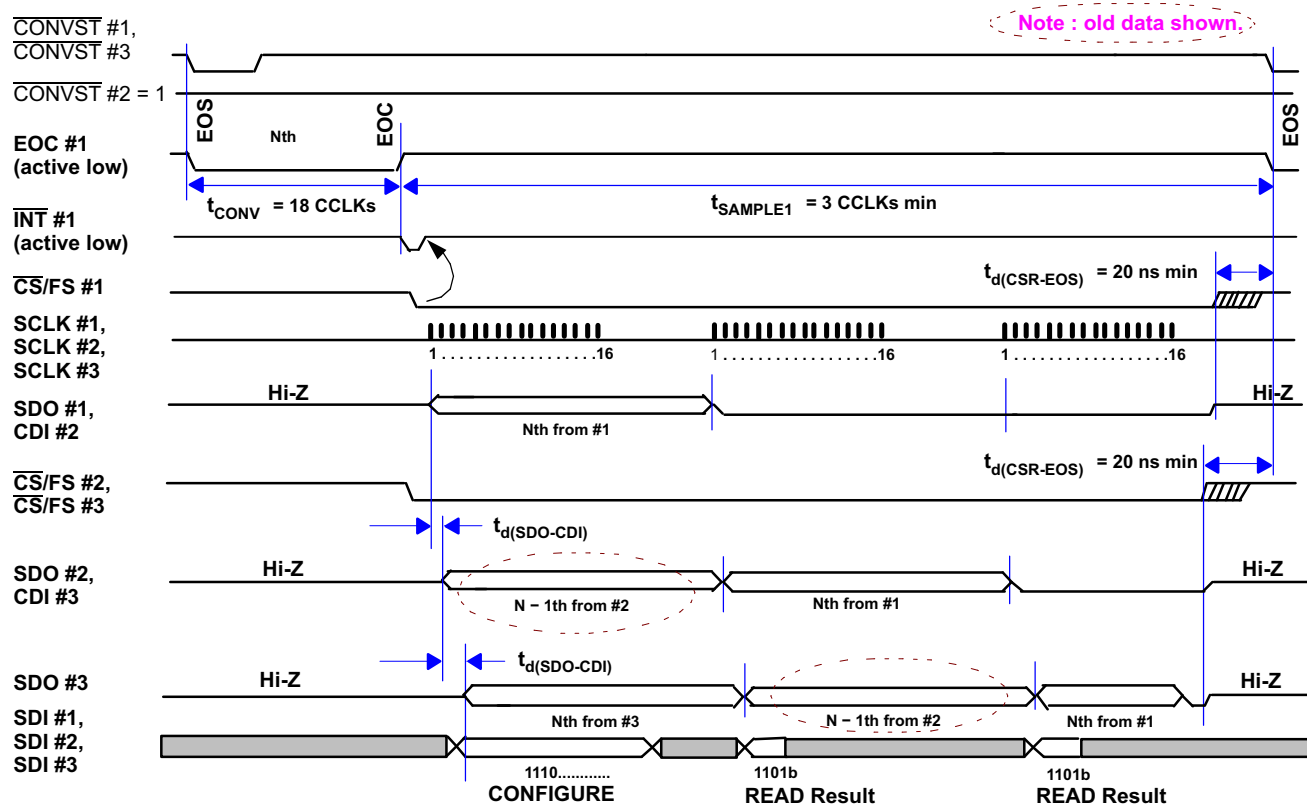 CONVST #1,
CONVST #3
Note : old data shown.
CONVST #2 = 1
EOS
Nth
EOC
EOS
EOC #1
(active low)
tCONV = 18 CCLKs
tSAMPLE1 = 3 CCLKs min
INT #1
(active low)
td(CSR-EOS) = 20 ns min
CS/FS #1
SCLK #1,
SCLK #2,
SCLK #3
1 . . . . . . . . . . . . . . . . . . 16
1 . . . . . . . . . . . . . . . . . . 16
1 . . . . . . . . . . . . . . . . . . 16
Hi-Z
Hi-Z
SDO #1,
CDI #2
Nth from #1
td(CSR-EOS) = 20 ns min
CS/FS #2,
CS/FS #3
td(SDO-CDI)
Hi-Z
Hi-Z
SDO #2,
CDI #3
N − 1th from #2
Nth from #1
td(SDO-CDI)
SDO #3
Hi-Z
Hi-Z
Nth from #3
N − 1th from #2
Nth from #1
SDI #1,
SDI #2,
SDI #3
1110............
CONFIGURE
1101b
READ Result
1101b
READ Result